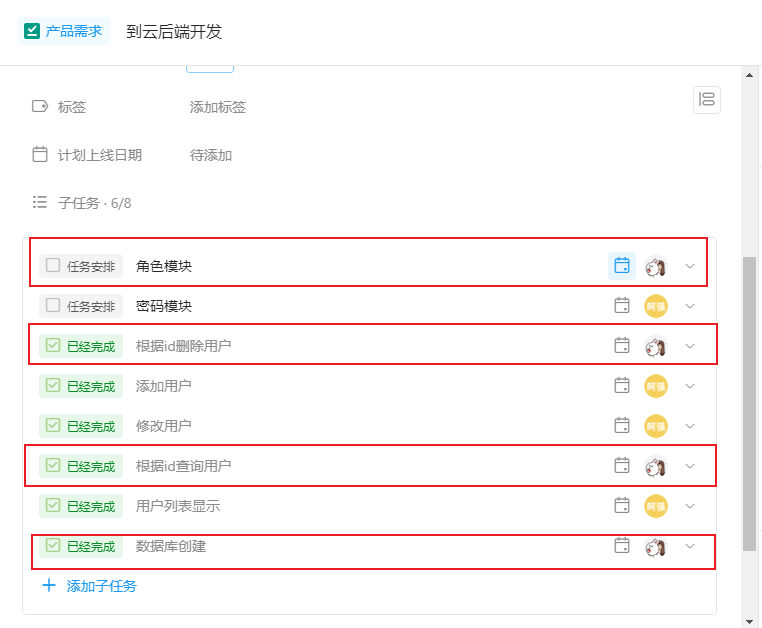 产品需求 到云后端开发
标签 添加标签
计划上线日期 待添加
子任务 · 6/8
任务安排 角色模块
任务安排 密码模块 阿强
已经完成 根据id删除用户
已经完成 添加用户 阿强
已经完成 修改用户 阿强
已经完成 根据id查询用户
已经完成 用户列表显示 阿强
已经完成 数据库创建
添加子任务